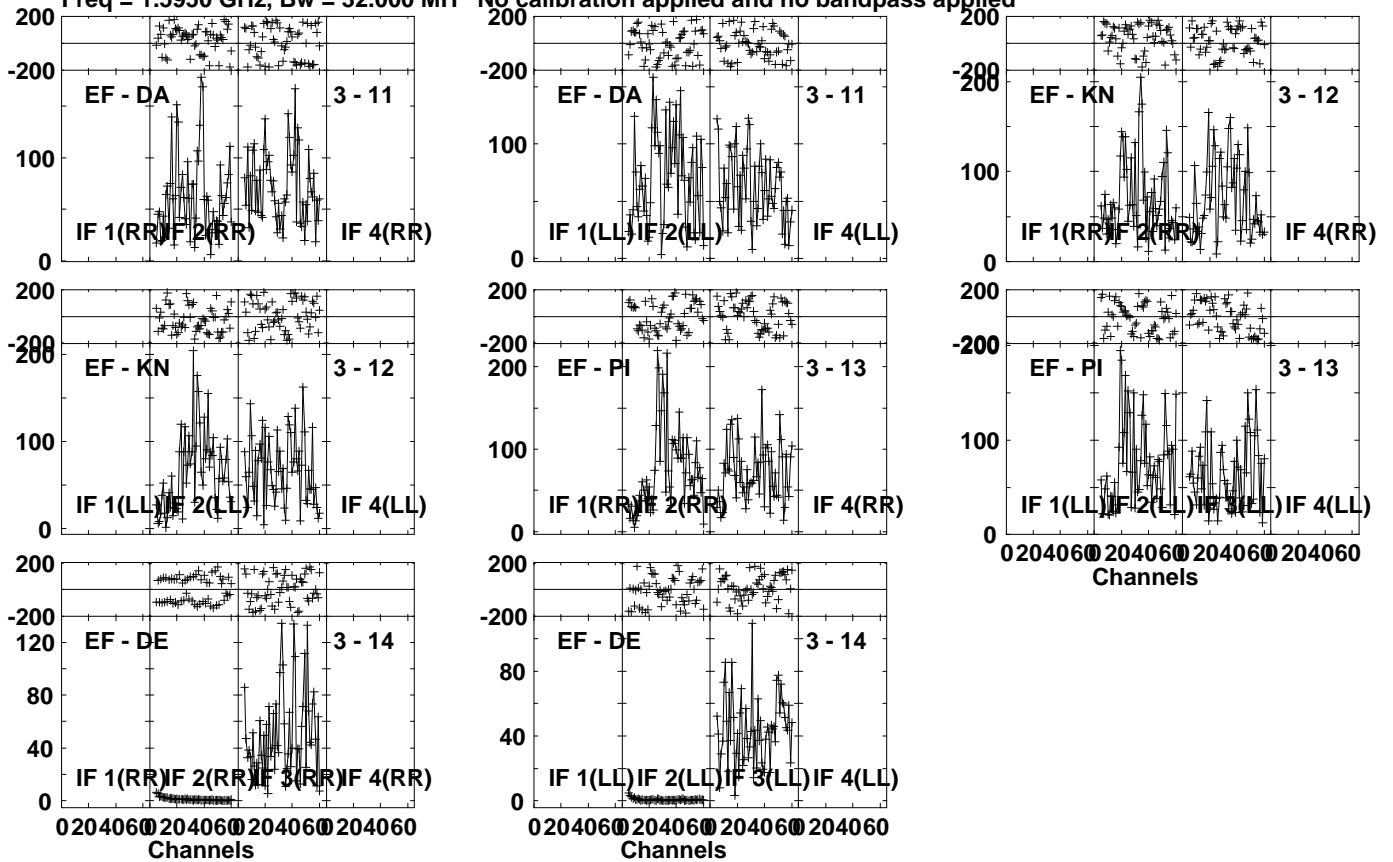 Freq = 1.5950 GHz, Bw = 32.000 MH No calibration applied and no bandpass applied
200
-200
EF - DA 3 - 11
100
IF 1(RR) IF 2(RR) IF 4(RR)
0
200
-200
EF - DA 3 - 11
100
IF 1(LL) IF 2(LL) IF 4(LL)
0
200
-200
200
EF - KN 3 - 12
100
IF 1(RR) IF 2(RR) IF 4(RR)
0
200
-200
200
EF - KN 3 - 12
100
IF 1(LL) IF 2(LL) IF 4(LL)
0
200
-200
200
EF - PI 3 - 13
100
IF 1(RR) IF 2(RR) IF 4(RR)
0
200
-200
200
EF - PI 3 - 13
100
IF 1(LL) IF 2(LL) IF 3(LL) IF 4(LL)
0
0 20 40 60 0 20 40 60 0 20 40 60 0 20 40 60
Channels
200
-200
EF - DE 3 - 14
120
80
40
IF 1(RR) IF 2(RR) IF 3(RR) IF 4(RR)
0
0 20 40 60 0 20 40 60 0 20 40 60 0 20 40 60
Channels
200
-200
EF - DE 3 - 14
80
40
IF 1(LL) IF 2(LL) IF 3(LL) IF 4(LL)
0
0 20 40 60 0 20 40 60 0 20 40 60 0 20 40 60
Channels